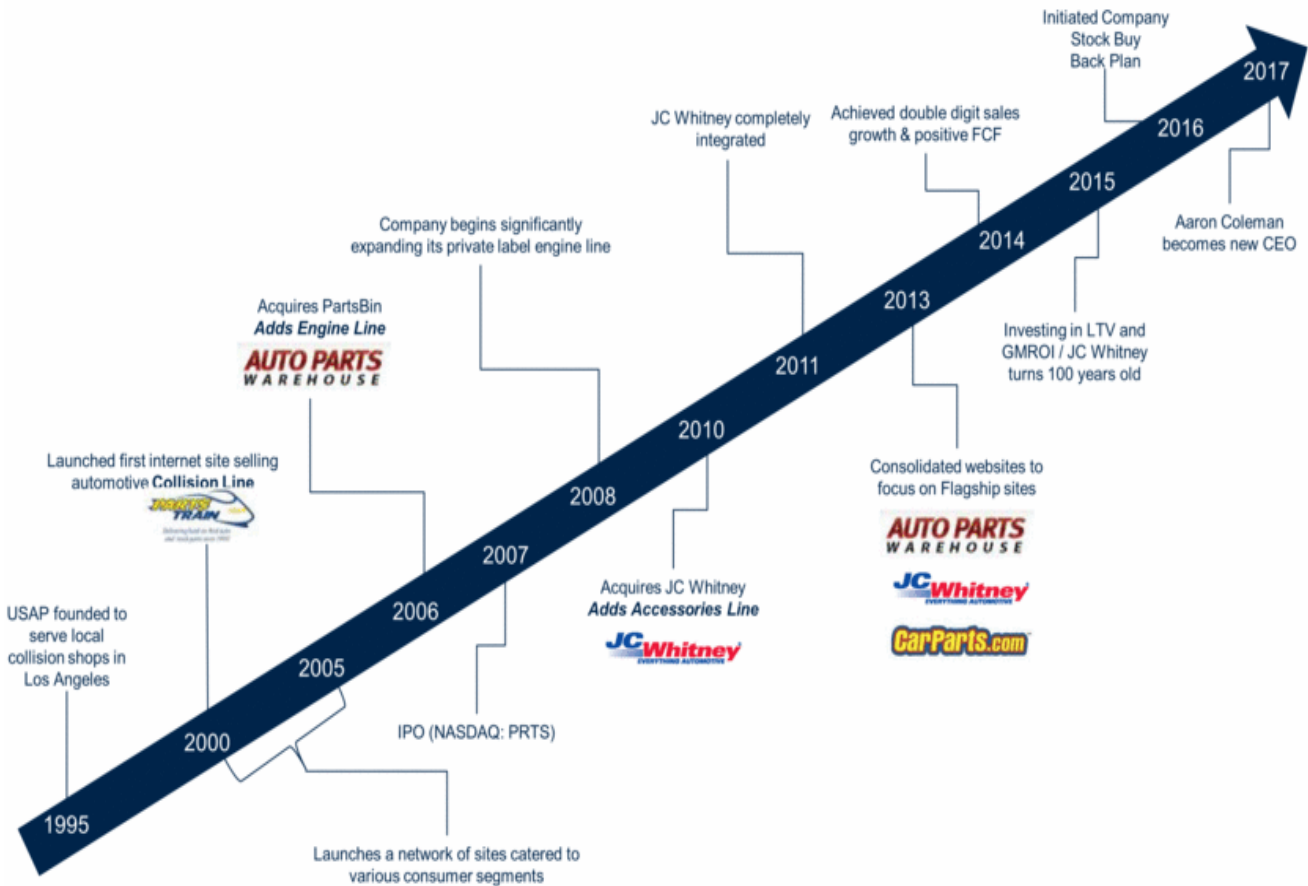 Initiated Company
Stock Buy
Back Plan
2017
JC Whitney completely
integrated
Achieved double digit sales
growth & positive FCF
2016
2015
Aaron Coleman
becomes new CEO
Company begins significantly
expanding its private label engine line
2014
Acquires PartsBin
Adds Engine Line
AUTO PARTS
WAREHOUSE
2013
Investing in LTV and
GMROI / JC Whitney
turns 100 years old
2011
2010
Launched first internet site selling
automotive Collision Line
PARTS
TRAIN
2008
Consolidated websites to
focus on Flagship sites
AUTO PARTS
WAREHOUSE
JC Whitney
EVERYTHING AUTOMOTIVE
CarParts.com
2007
Acquires JC Whitney
Adds Accessories Line
JC Whitney
EVERYTHING AUTOMOTIVE
2006
USAP founded to
serve local
collision shops in
Los Angeles
2005
IPO (NASDAQ: PRTS)
2000
1995
Launches a network of sites catered to
various consumer segments